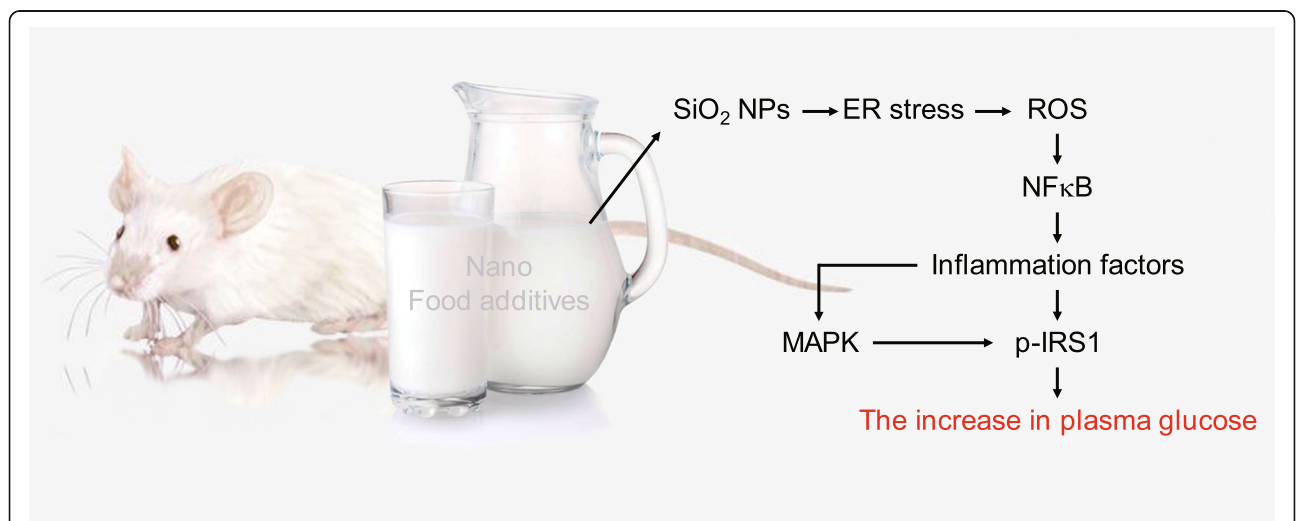 SiO₂ NPs ER stress ROS
NFκB
Nano
Food additives
Inflammation factors
MAPK p-IRS1
The increase in plasma glucose